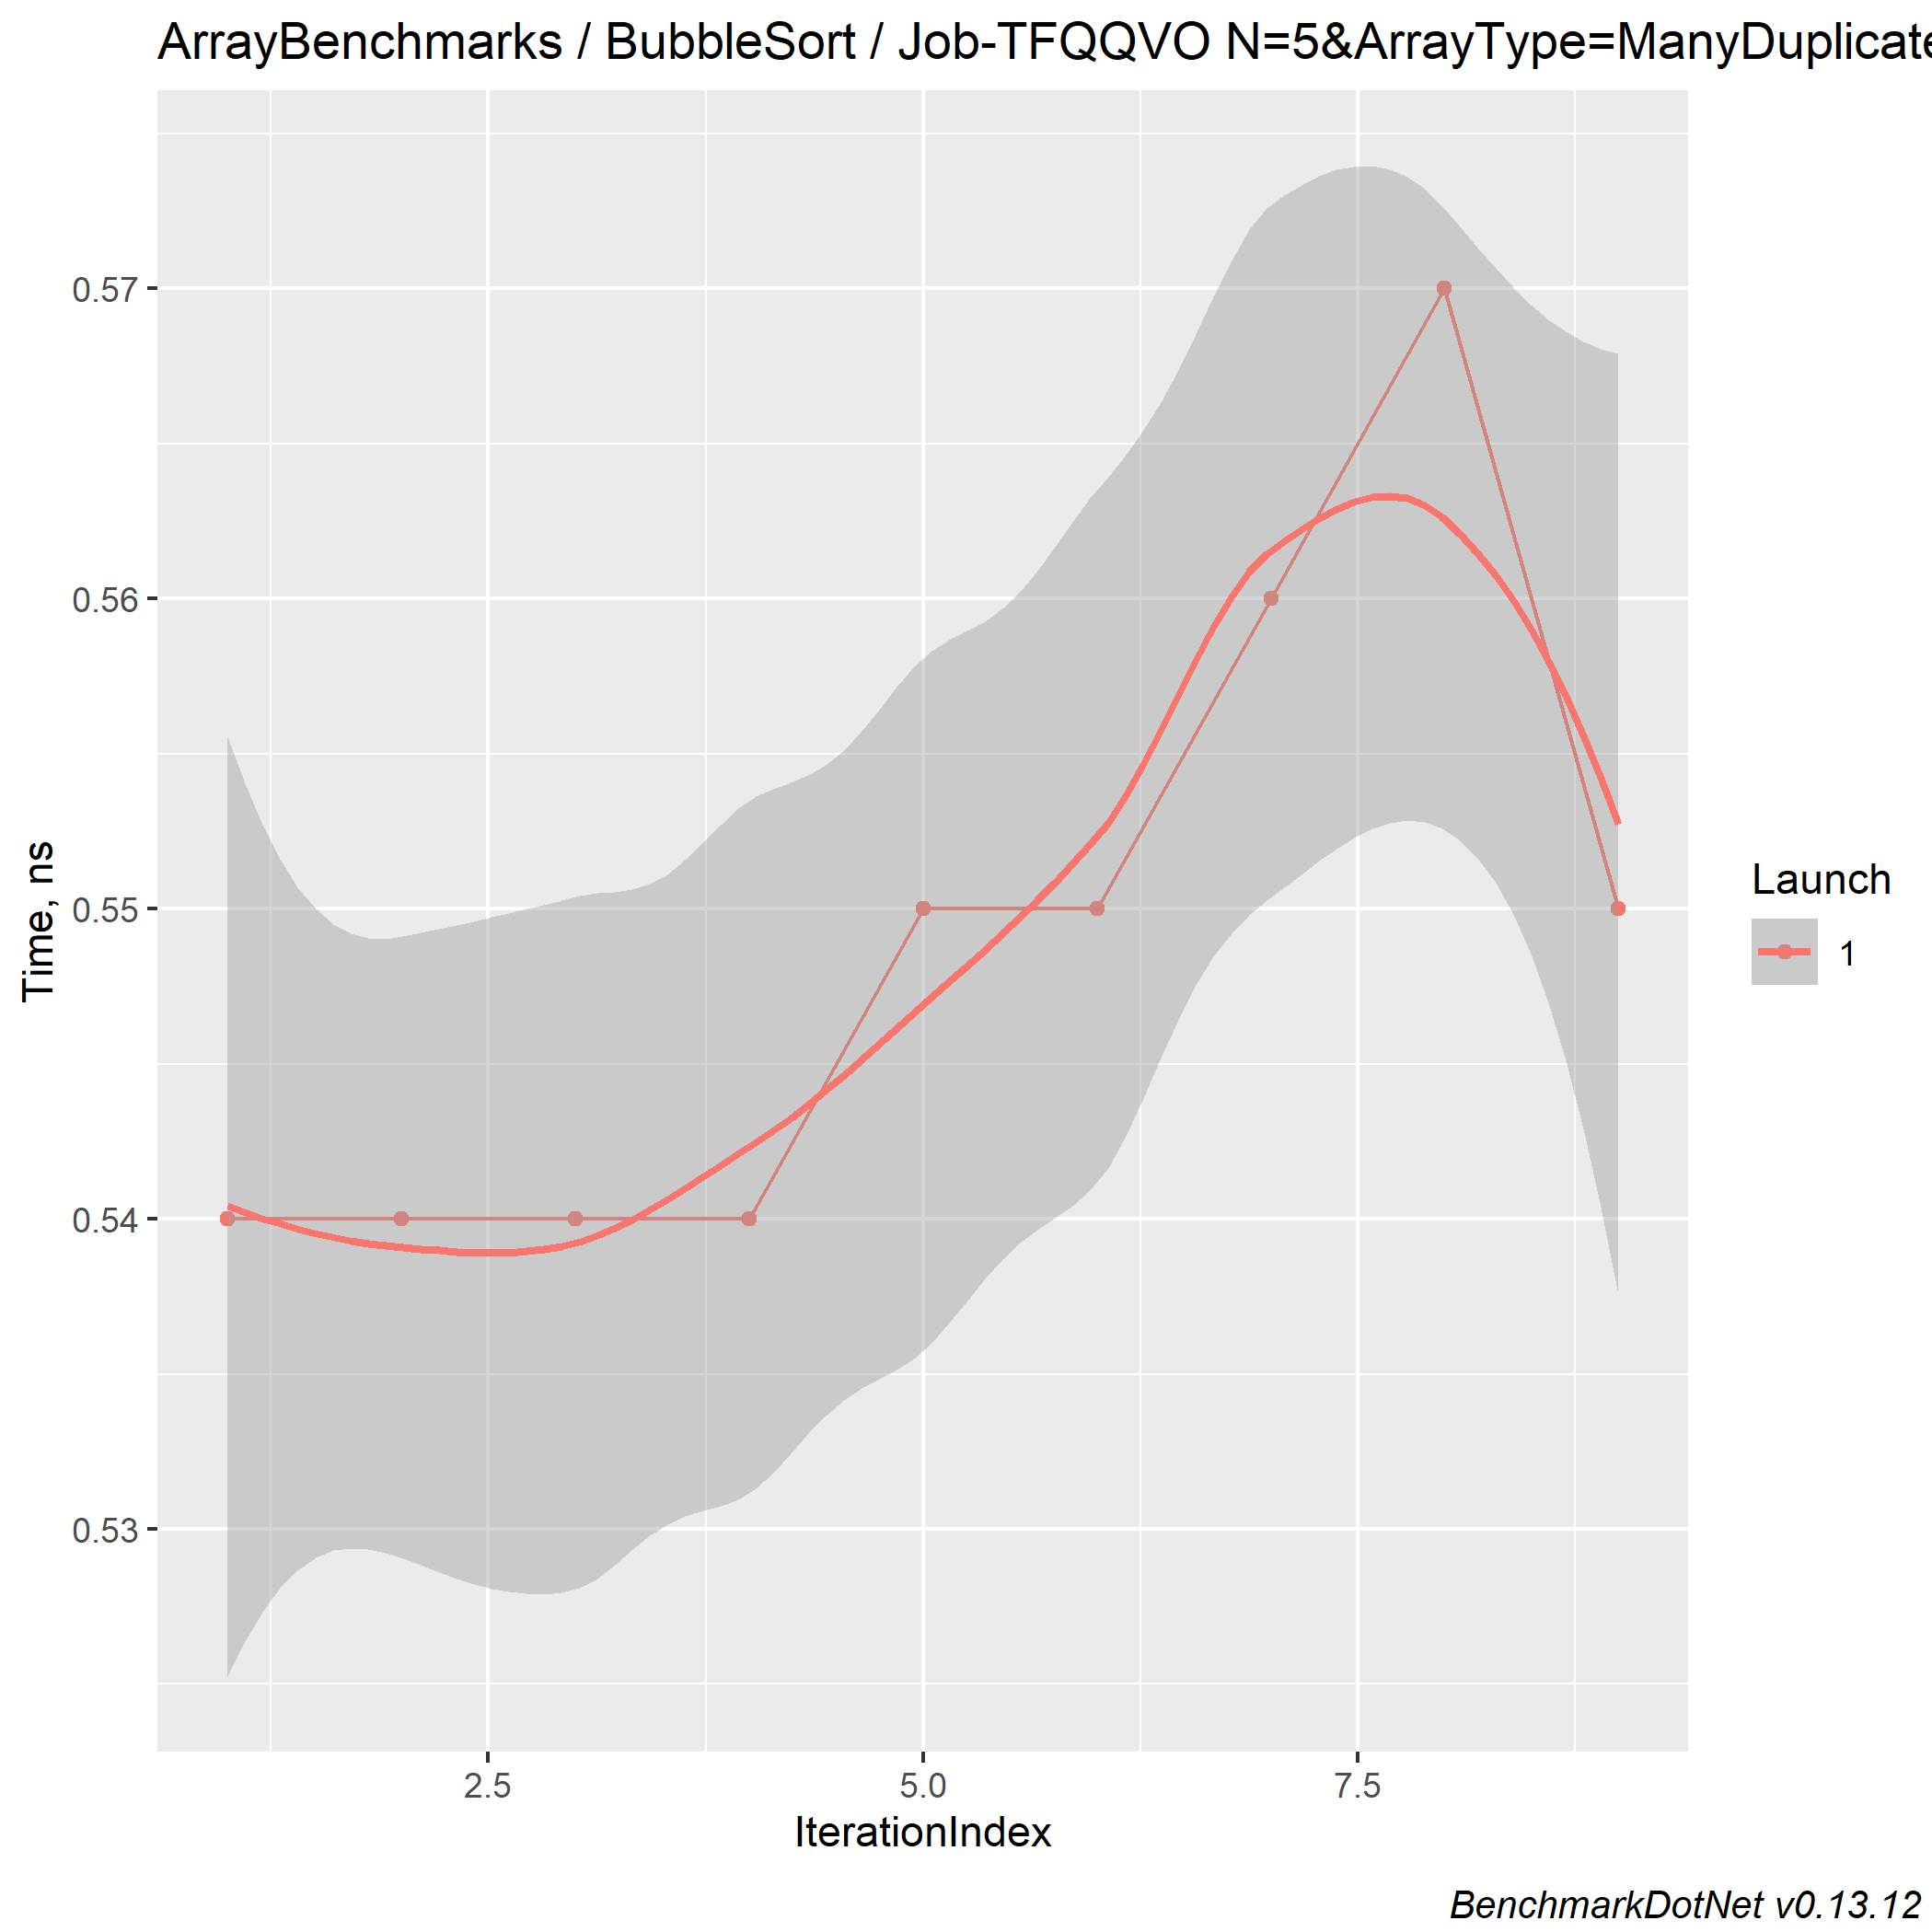 ArrayBenchmarks / BubbleSort / Job-TFQQVO N=5&ArrayType=ManyDuplicate
0.57
0.56
0.55
0.54
0.53
Time, ns
2.5 5.0 7.5
IterationIndex
Launch
1
BenchmarkDotNet v0.13.12